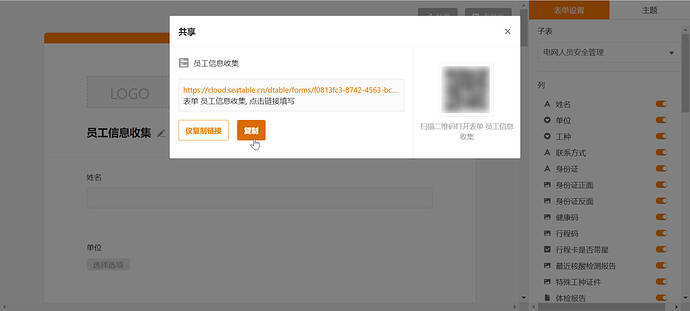 表单设置
主题
共享
员工信息收集
https://cloud.seatable.cn/dtable/forms/f0813fc3-8742-4563-bc...
表单 员工信息收集, 点击链接填写
仅复制链接
复制
扫描二维码打开表单 员工信息
收集
LOGO
员工信息收集
姓名
单位
选择选项
子表
电网人员安全管理
列
姓名
单位
工种
联系方式
身份证
身份证正面
身份证反面
健康码
行程码
行程卡是否带星
最近核酸检测报告
特殊工种证件
体检报告